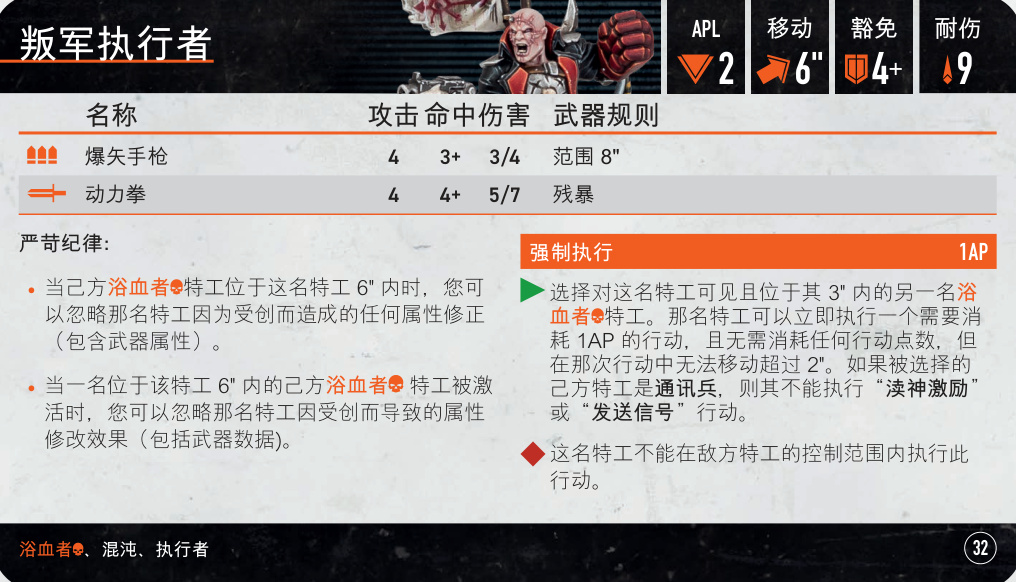 叛军执行者
APL 移动 豁免 耐伤
2 6" 4+ 9
名称 攻击 命中 伤害 武器规则
爆矢手枪 4 3+ 3/4 范围 8"
动力拳 4 4+ 5/7 残暴
严苛纪律:
• 当己方浴血者特工位于这名特工 6" 内时，您可
以忽略那名特工因为受创而造成的任何属性修正
（包含武器属性）。
• 当一名位于该特工 6" 内的己方浴血者 特工被激
活时，您可以忽略那名特工因受创而导致的属性
修改效果（包括武器数据)。
强制执行 1AP
选择对这名特工可见且位于其 3" 内的另一名浴
血者特工。那名特工可以立即执行一个需要消
耗 1AP 的行动，且无需消耗任何行动点数，但
在那次行动中无法移动超过 2"。如果被选择的
己方特工是通讯兵，则其不能执行“渎神激励”
或“发送信号”行动。
这名特工不能在敌方特工的控制范围内执行此
行动。
浴血者、混沌、执行者
32